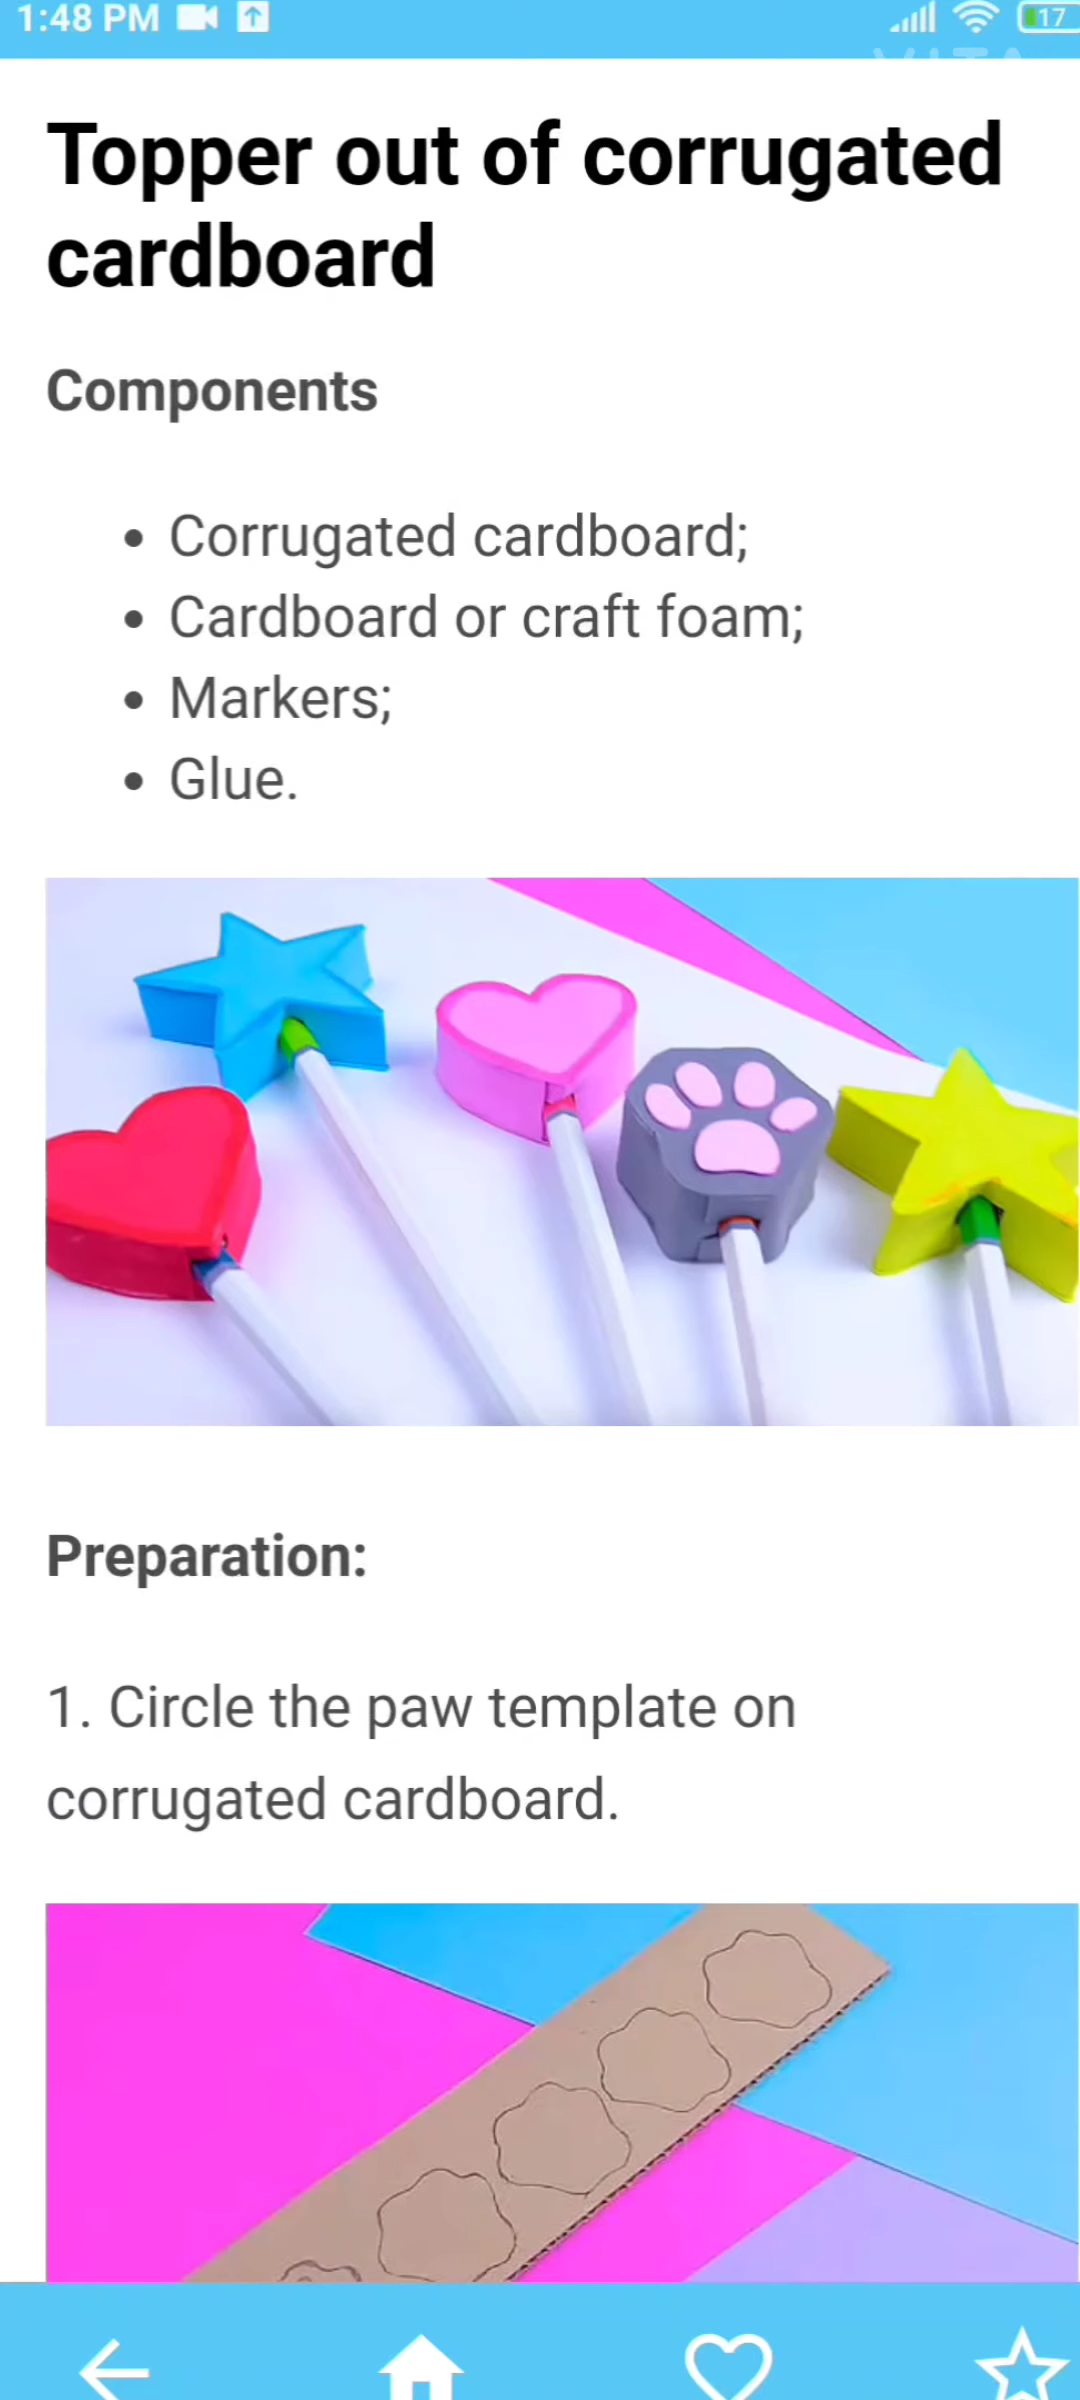 1:48 PM
17
VITA
Topper out of corrugated
cardboard
Components
• Corrugated cardboard;
• Cardboard or craft foam;
• Markers;
• Glue.
Preparation:
1. Circle the paw template on
corrugated cardboard.